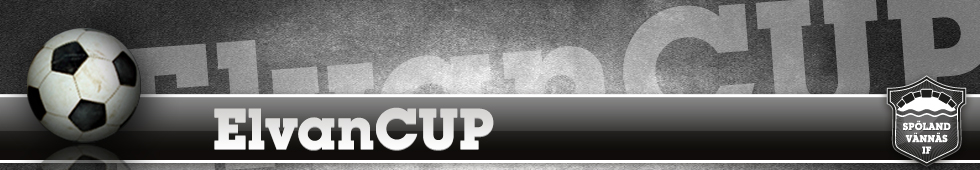 ElvanCUP
ElvanCUP
SPÖLAND
VÄNNÄS
IF